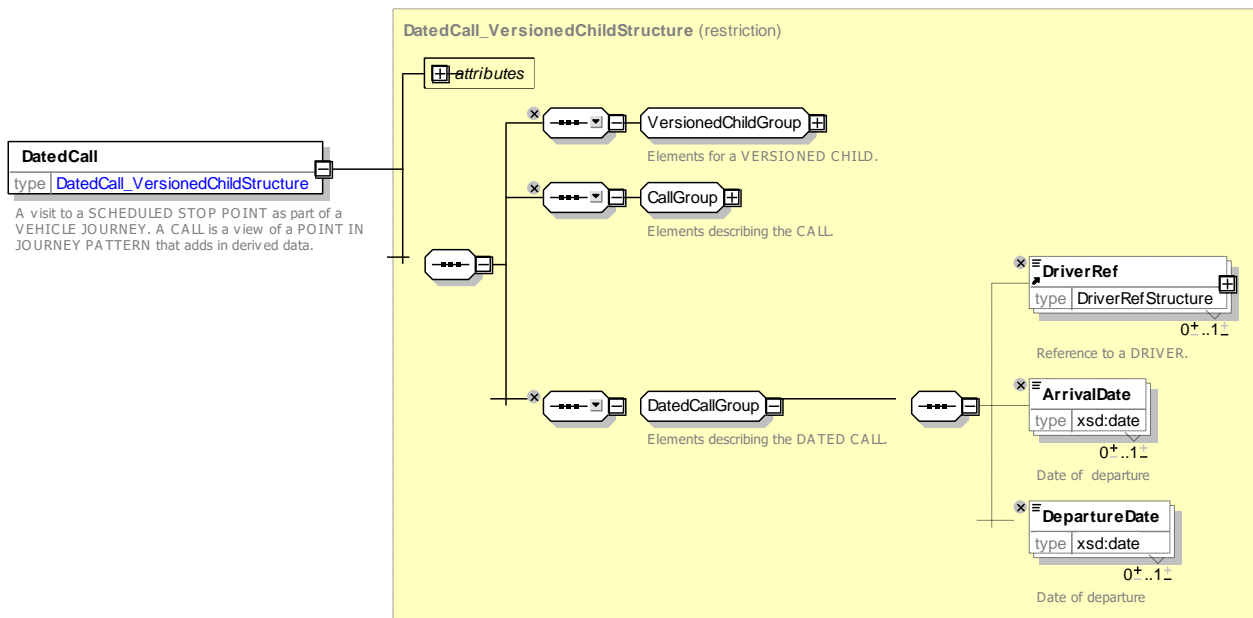 DatedCall_VersionedChildStructure (restriction)
attributes
VersionedChildGroup
Elements for a VERSIONED CHILD.
DatedCall
type DatedCall_VersionedChildStructure
A visit to a SCHEDULED STOP POINT as part of a
VEHICLE JOURNEY. A CALL is a view of a POINT IN
JOURNEY PATTERN that adds in derived data.
CallGroup
Elements describing the CALL.
DriverRef
type DriverRefStructure
0..1
Reference to a DRIVER.
DatedCallGroup
Elements describing the DATED CALL.
ArrivalDate
type xsd:date
0..1
Date of departure
DepartureDate
type xsd:date
0..1
Date of departure